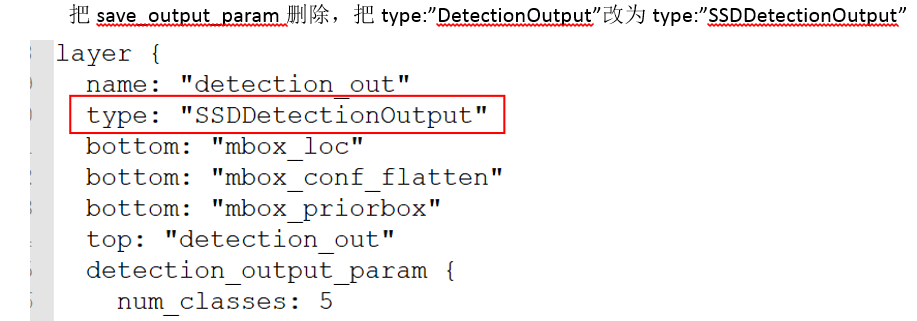 把 save_output_param 删除，把 type:”DetectionOutput”改为 type:”SSDDetectionOutput”
layer {
name: "detection_out"
type: "SSDDetectionOutput"
bottom: "mbox_loc"
bottom: "mbox_conf_flatten"
bottom: "mbox_priorbox"
top: "detection_out"
detection_output_param {
num_classes: 5